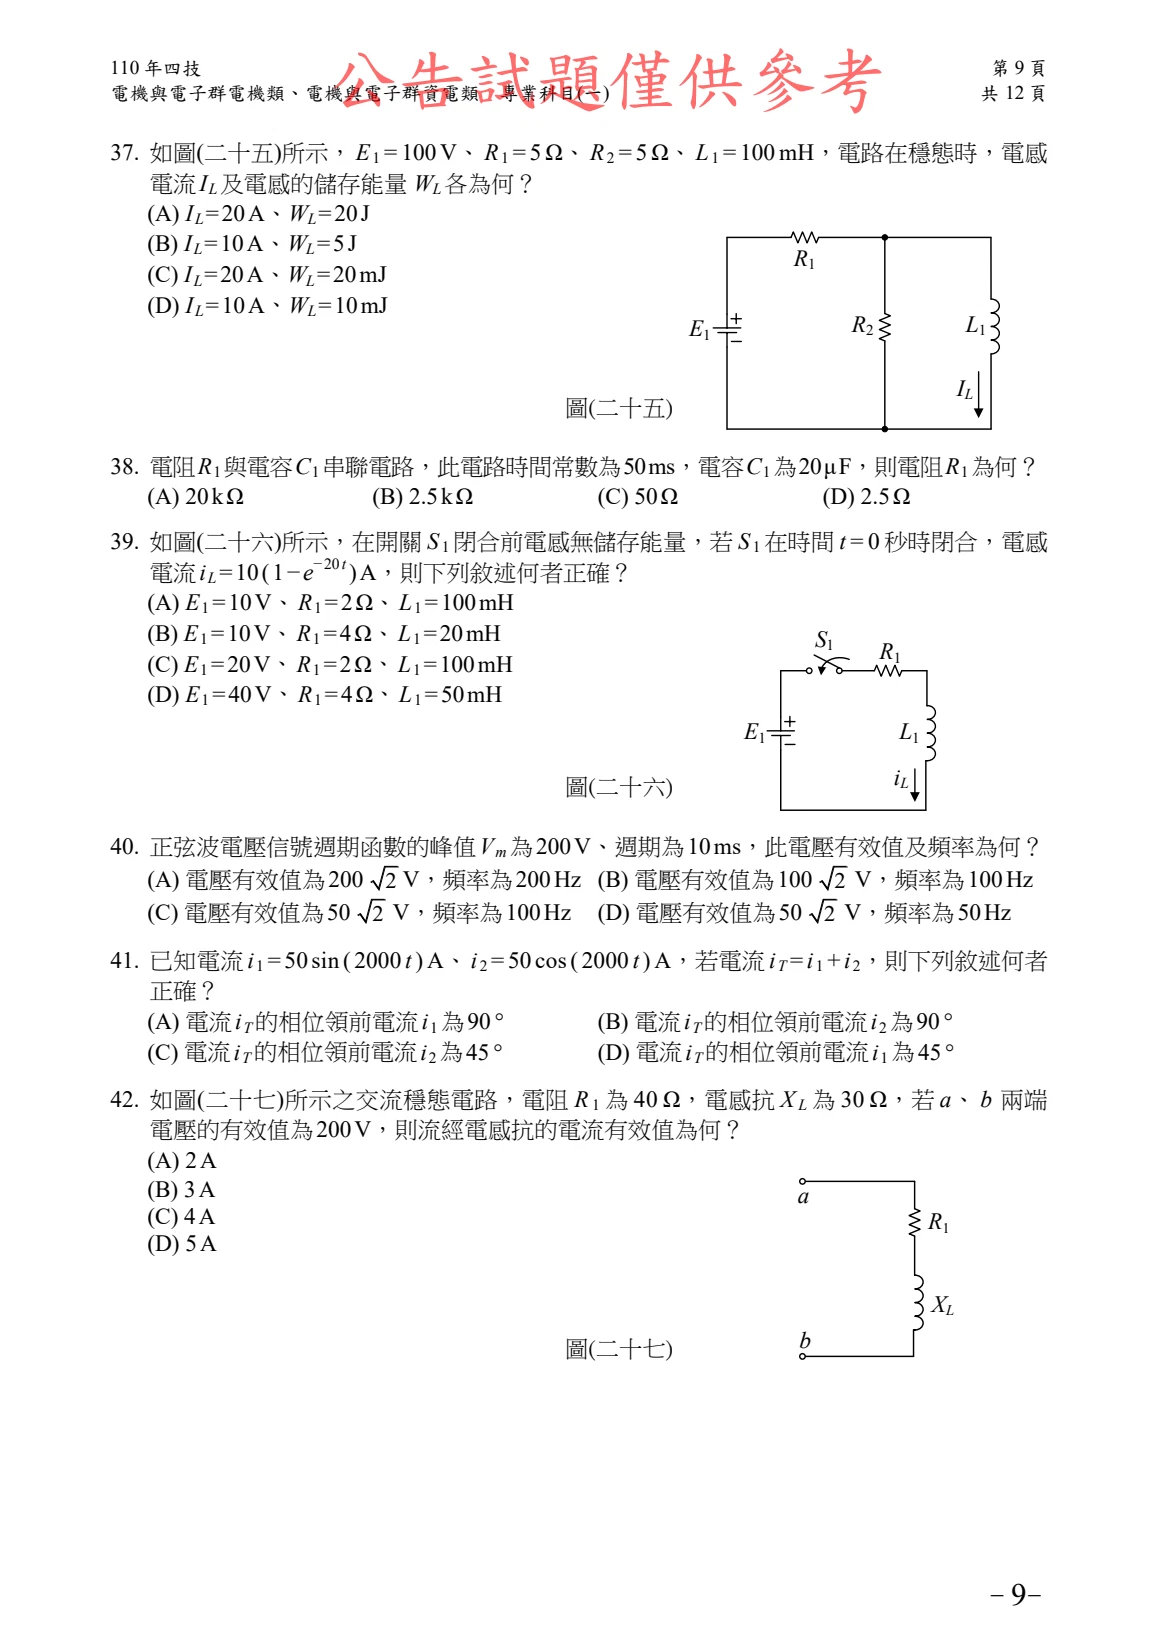 110 年四技
電機與電子群電機類、電機與電子群資電類 專業科目(一)
公告試題僅供參考
第 9 頁
共 12 頁
37. 如圖(二十五)所示，E1 = 100 V、R1 = 5 Ω、R2 = 5 Ω、L1 = 100 mH，電路在穩態時，電感
電流 IL 及電感的儲存能量 WL 各為何？
(A) IL = 20 A、WL = 20 J
(B) IL = 10 A、WL = 5 J
(C) IL = 20 A、WL = 20 mJ
(D) IL = 10 A、WL = 10 mJ
R1
E1
+
−
R2
L1
IL
圖(二十五)
38. 電阻 R1 與電容 C1 串聯電路，此電路時間常數為 50 ms，電容 C1 為 20 μF，則電阻 R1 為何？
(A) 20 kΩ (B) 2.5 kΩ (C) 50 Ω (D) 2.5 Ω
39. 如圖(二十六)所示，在開關 S1 閉合前電感無儲存能量，若 S1 在時間 t = 0 秒時閉合，電感
電流 iL = 10 ( 1 − e^−20t ) A，則下列敘述何者正確？
(A) E1 = 10 V、R1 = 2 Ω、L1 = 100 mH
(B) E1 = 10 V、R1 = 4 Ω、L1 = 20 mH
(C) E1 = 20 V、R1 = 2 Ω、L1 = 100 mH
(D) E1 = 40 V、R1 = 4 Ω、L1 = 50 mH
S1
R1
E1
+
−
L1
iL
圖(二十六)
40. 正弦波電壓信號週期函數的峰值 Vm 為 200 V、週期為 10 ms，此電壓有效值及頻率為何？
(A) 電壓有效值為 200 √2 V，頻率為 200 Hz (B) 電壓有效值為 100 √2 V，頻率為 100 Hz
(C) 電壓有效值為 50 √2 V，頻率為 100 Hz (D) 電壓有效值為 50 √2 V，頻率為 50 Hz
41. 已知電流 i1 = 50 sin ( 2000 t ) A、i2 = 50 cos ( 2000 t ) A，若電流 iT = i1 + i2，則下列敘述何者
正確？
(A) 電流 iT 的相位領前電流 i1 為 90 ° (B) 電流 iT 的相位領前電流 i2 為 90 °
(C) 電流 iT 的相位領前電流 i2 為 45 ° (D) 電流 iT 的相位領前電流 i1 為 45 °
42. 如圖(二十七)所示之交流穩態電路，電阻 R1 為 40 Ω，電感抗 XL 為 30 Ω，若 a、b 兩端
電壓的有效值為 200 V，則流經電感抗的電流有效值為何？
(A) 2 A
(B) 3 A
(C) 4 A
(D) 5 A
a
R1
XL
b
圖(二十七)
− 9 −